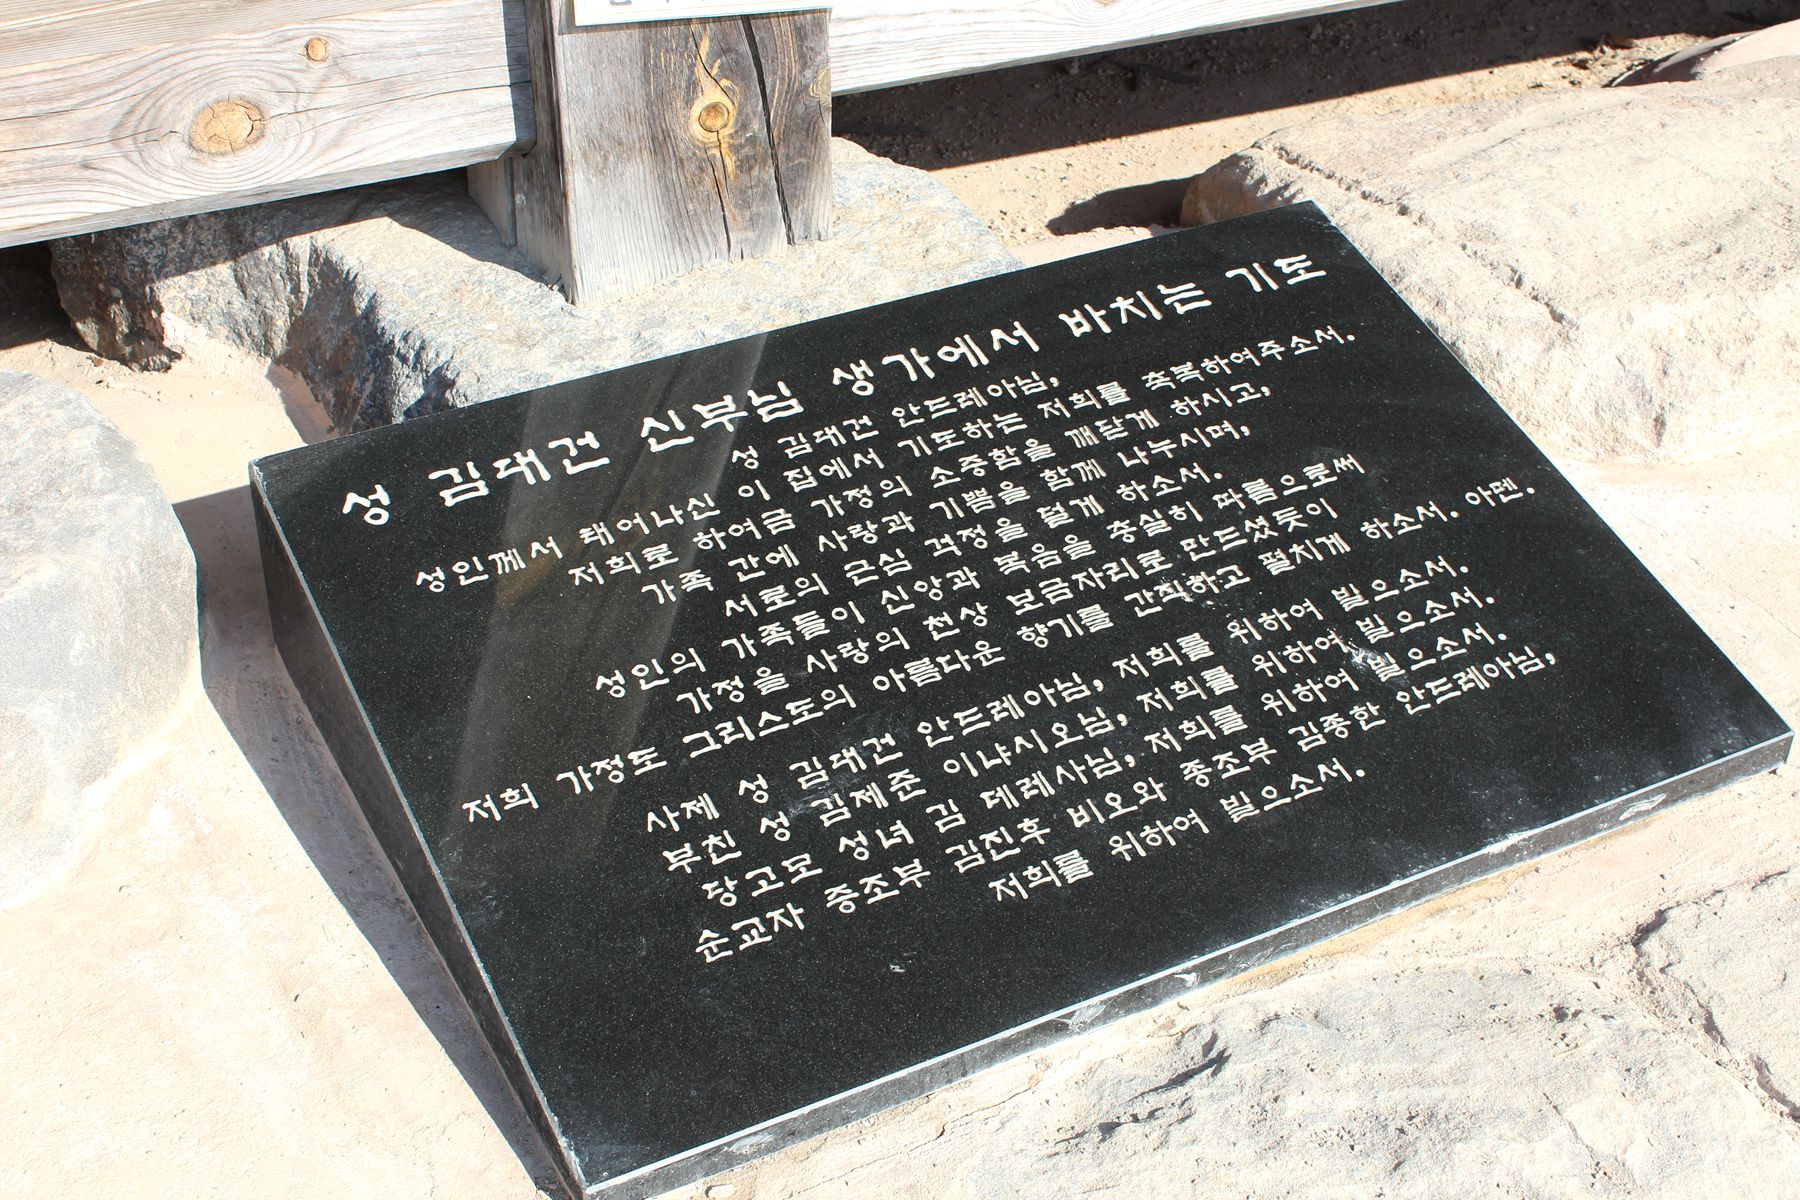 성 김대건 신부님 생가에서 바치는 기도
성 김대건 안드레아님,
성인께서 태어나신 이 집에서 기도하는 저희를 축복하여주소서.
저희로 하여금 가정의 소중함을 깨닫게 하시고,
가족 간에 사랑과 기쁨을 함께 나누시며,
서로의 근심 걱정을 덜게 하소서.
성인의 가족들이 신앙과 복음을 충실히 따름으로써
가정을 사랑의 천상 보금자리로 만드셨듯이
저희 가정도 그리스도의 아름다운 향기를 간직하고 펼치게 하소서. 아멘.
사제 성 김대건 안드레아님, 저희를 위하여 빌으소서.
부친 성 김제준 이냐시오님, 저희를 위하여 빌으소서.
당고모 성녀 김 데레사님, 저희를 위하여 빌으소서.
순교자 증조부 김진후 비오와 종조부 김종한 안드레아님,
저희를 위하여 빌으소서.